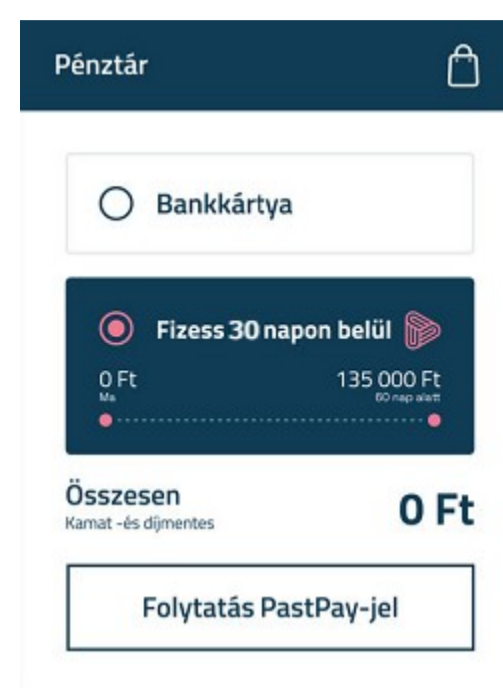 Pénztár
Bankkártya
Fizess 30 napon belül
0 Ft 135 000 Ft
Ma 60 nap alatt
Összesen
Kamat -és díjmentes
0 Ft
Folytatás PastPay-jel